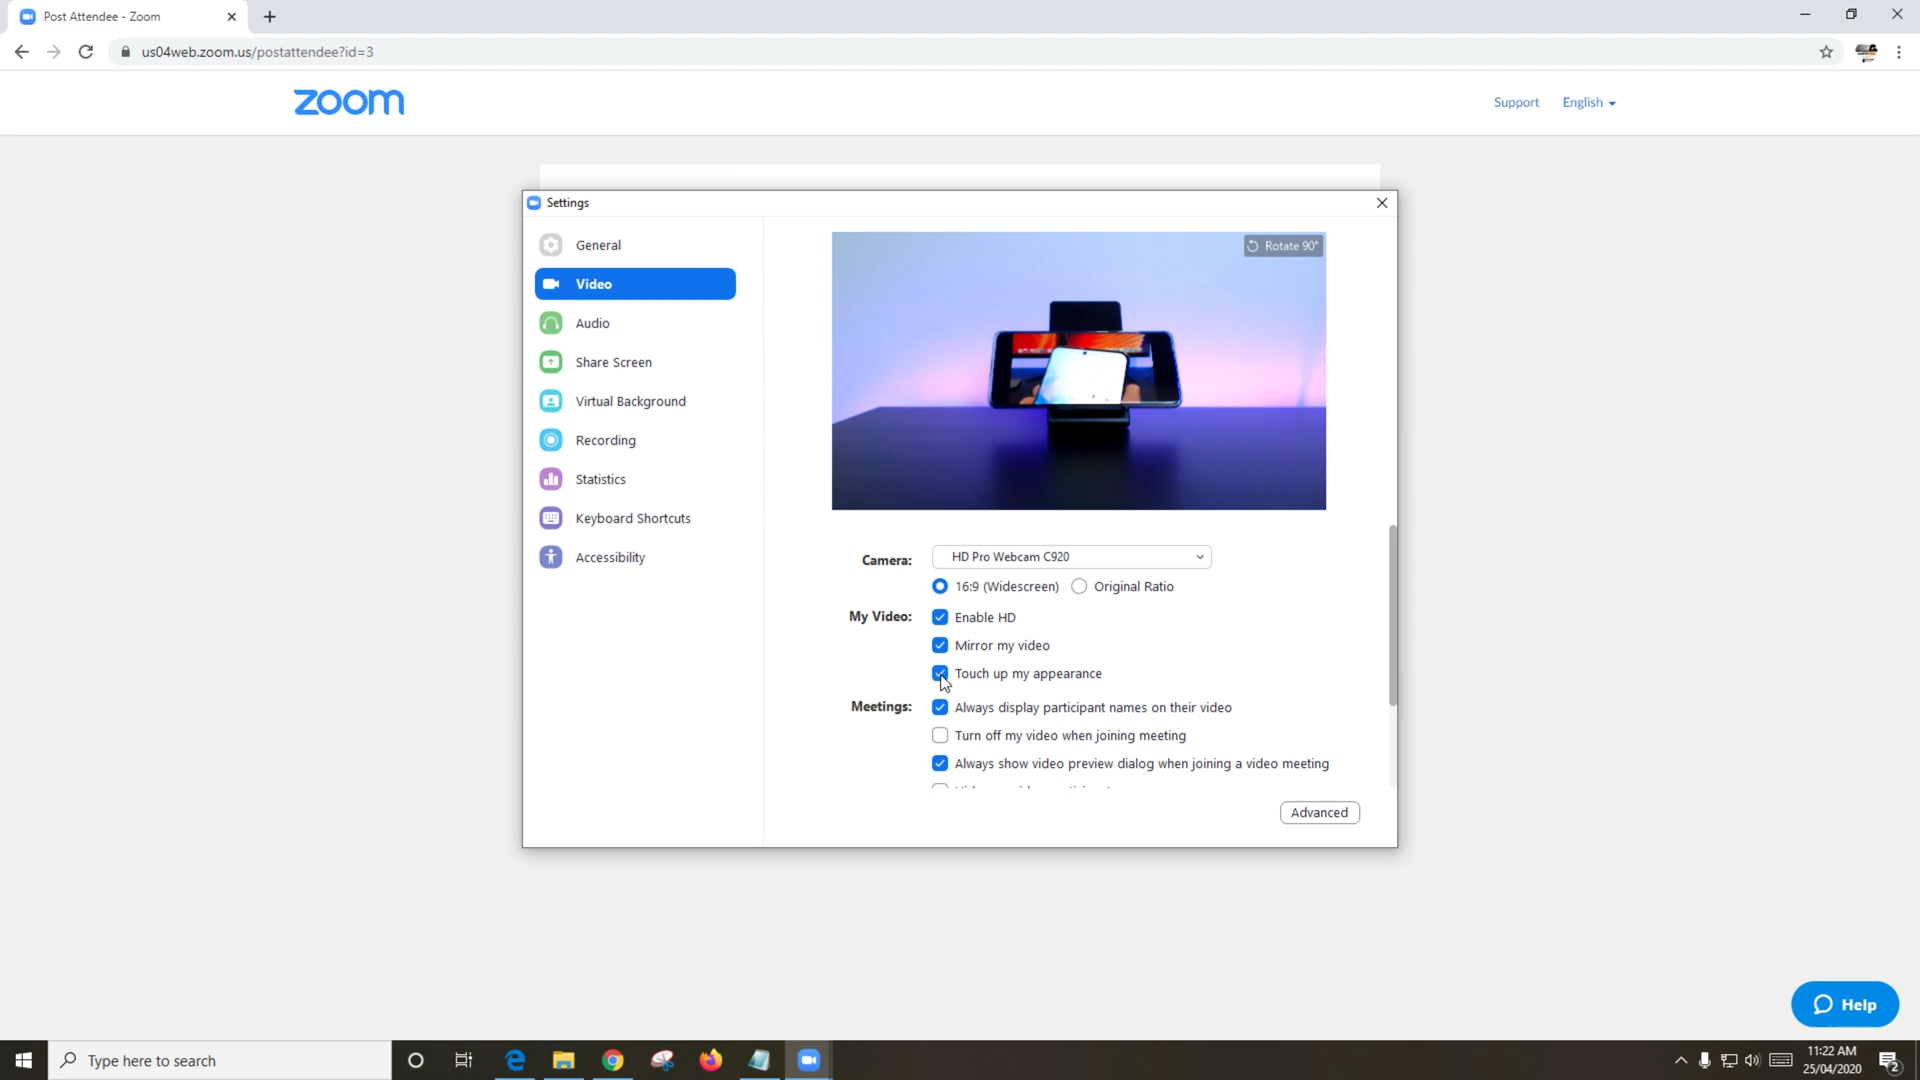 Post Attendee - Zoom
us04web.zoom.us/postattendee?id=3
zoom
Support English
Settings
General
Video
Audio
Share Screen
Virtual Background
Recording
Statistics
Keyboard Shortcuts
Accessibility
Rotate 90°
Camera: HD Pro Webcam C920
16:9 (Widescreen) Original Ratio
My Video: Enable HD
Mirror my video
Touch up my appearance
Meetings: Always display participant names on their video
Turn off my video when joining meeting
Always show video preview dialog when joining a video meeting
Advanced
Help
Type here to search
11:22 AM
25/04/2020
2